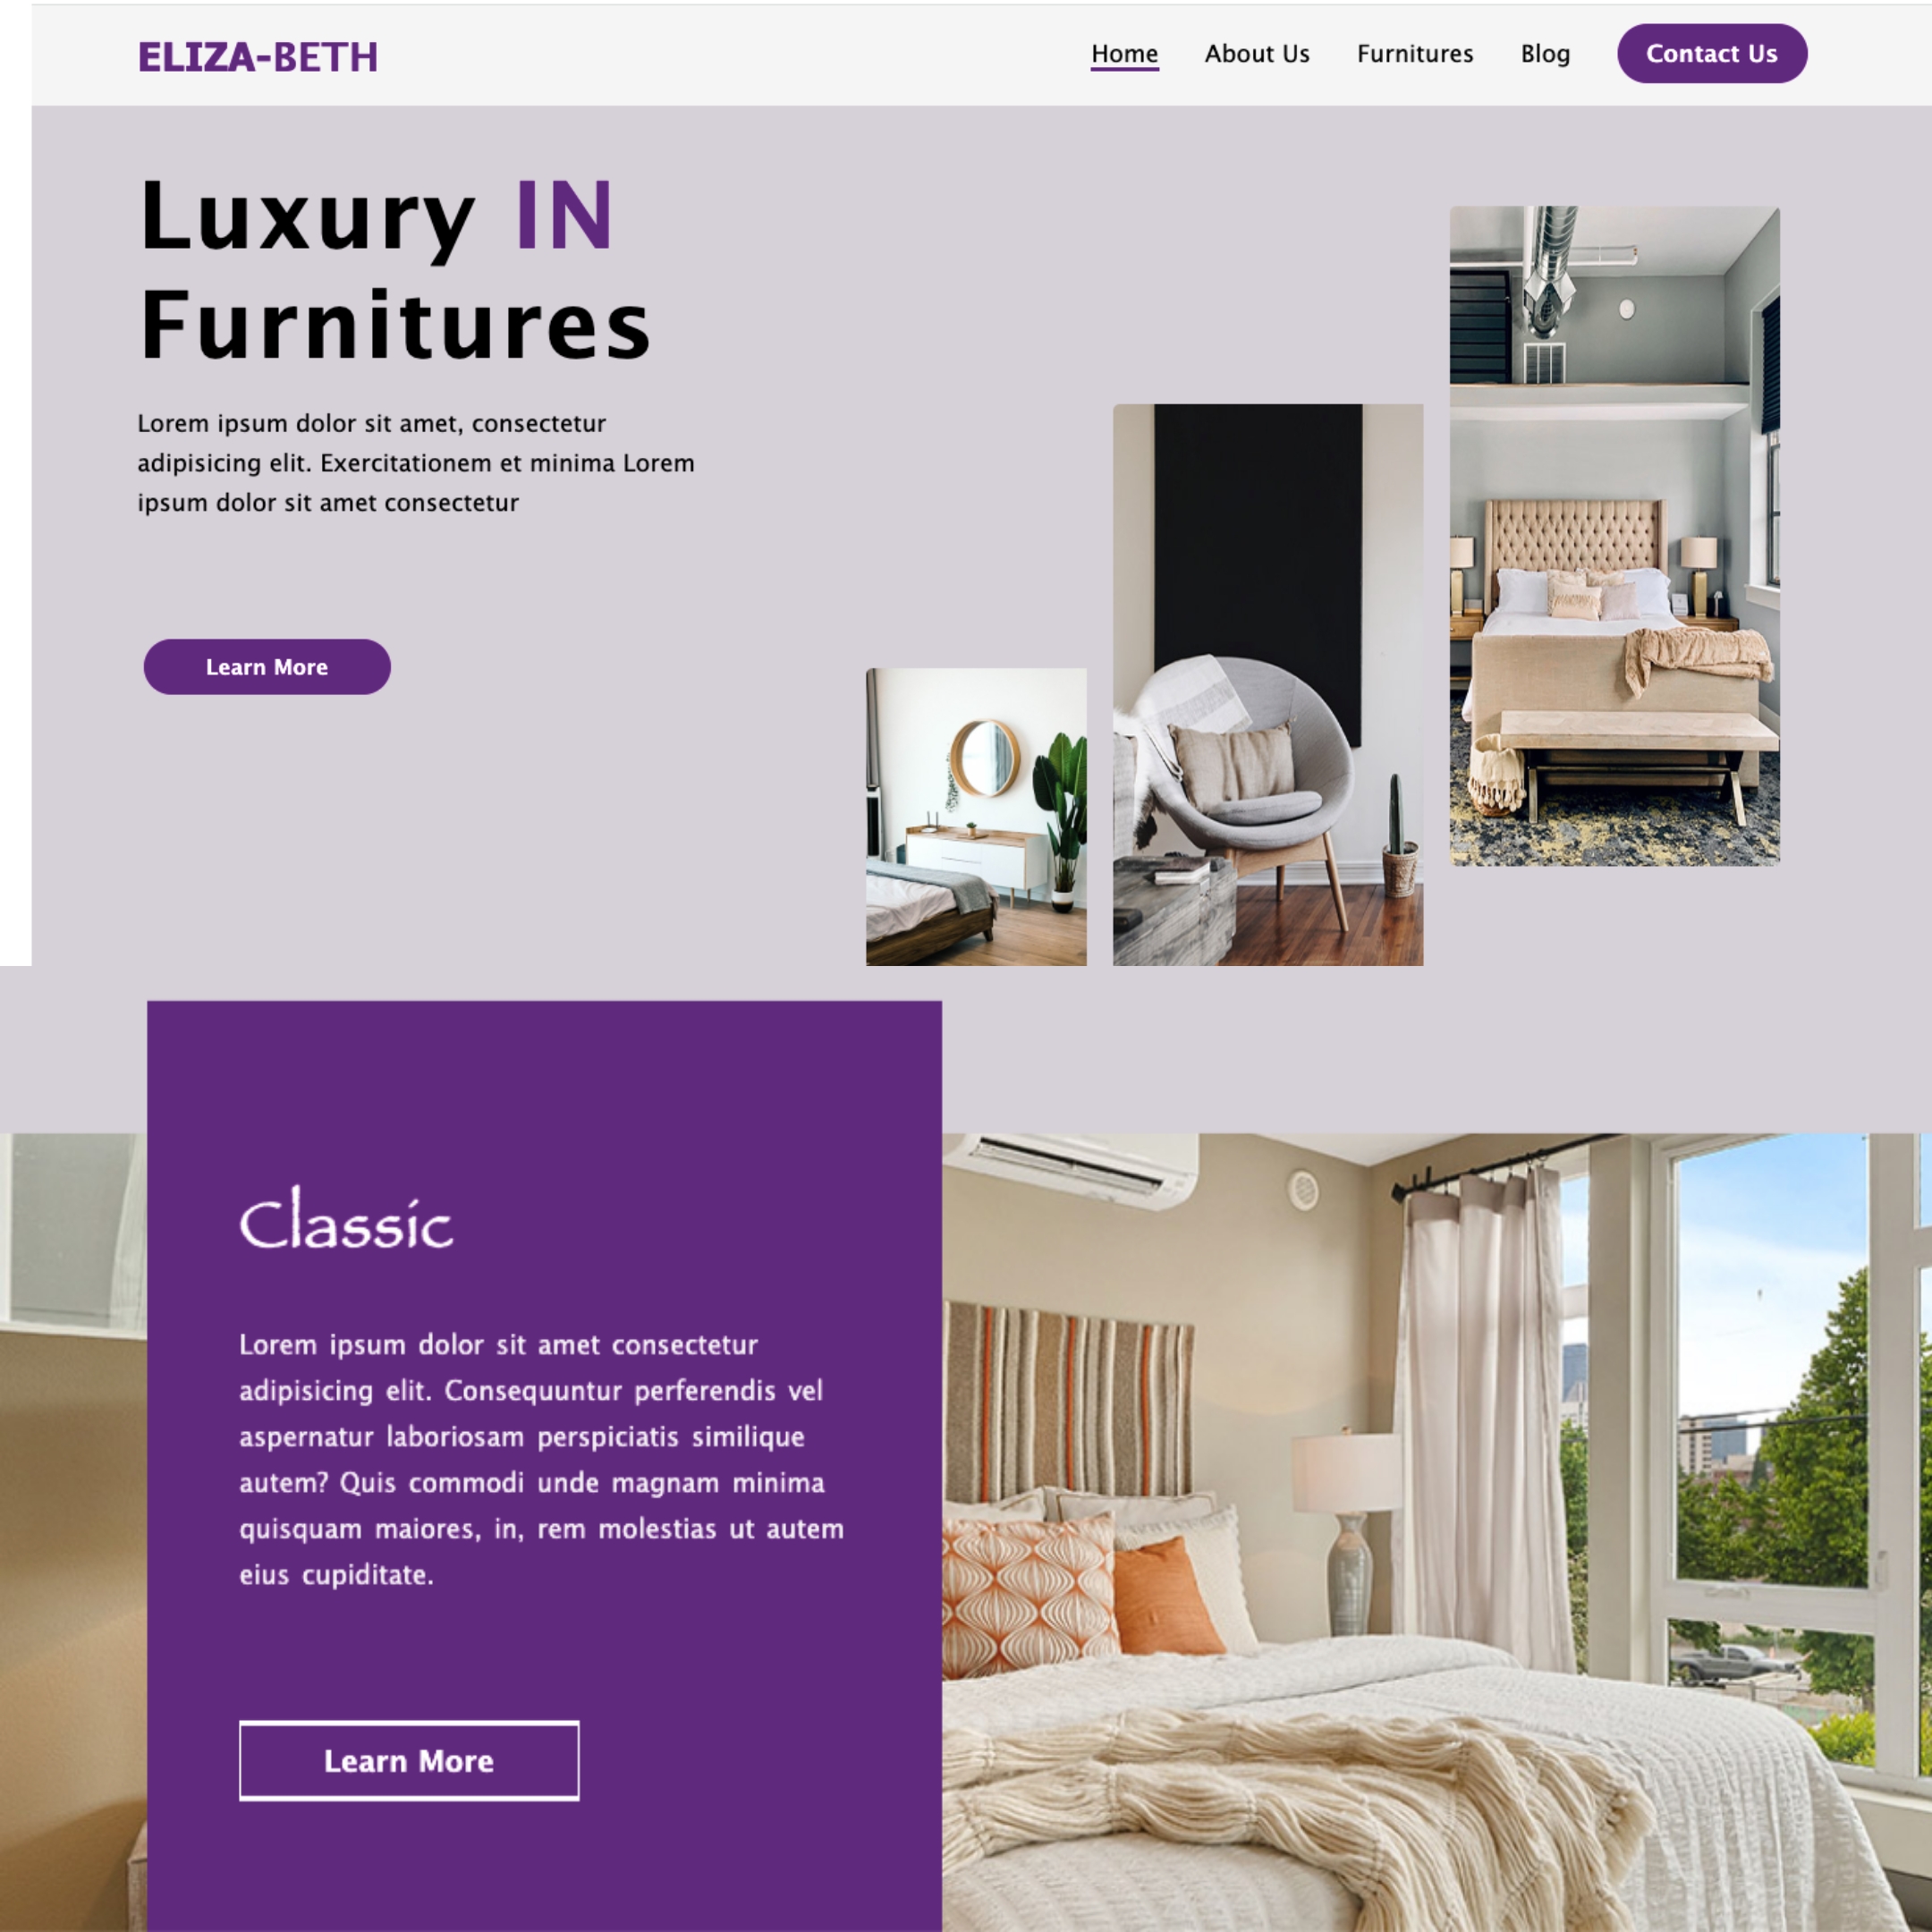 ELIZA-BETH
Home About Us Furnitures Blog Contact Us
Luxury IN
Furnitures
Lorem ipsum dolor sit amet, consectetur
adipisicing elit. Exercitationem et minima Lorem
ipsum dolor sit amet consectetur
Learn More
Classic
Lorem ipsum dolor sit amet consectetur
adipisicing elit. Consequuntur perferendis vel
aspernatur laboriosam perspiciatis similique
autem? Quis commodi unde magnam minima
quisquam maiores, in, rem molestias ut autem
eius cupiditate.
Learn More